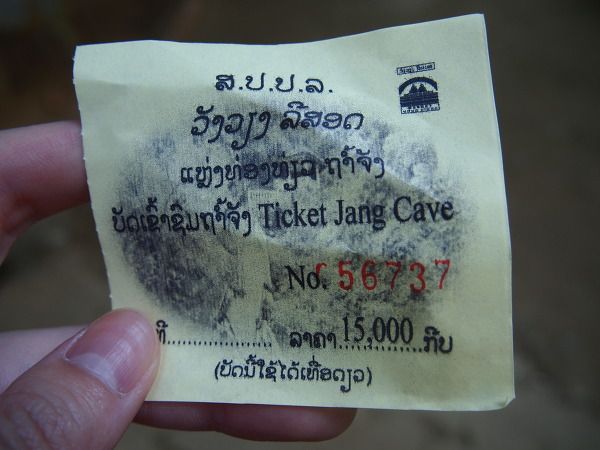 ສ.ປ.ປ.ລ.
ວັງວຽງ ລີສອດ
ແຫຼ່ງທ່ອງທ່ຽວ ຖ້ຳຈັງ
ບັດເຂົ້າຊົມຖ້ຳຈັງ Ticket Jang Cave
No. 56737
ທີ...................... ລາຄາ.15,000..ກີບ
(ບັດນີ້ໃຊ້ໄດ້ເທື່ອດຽວ)